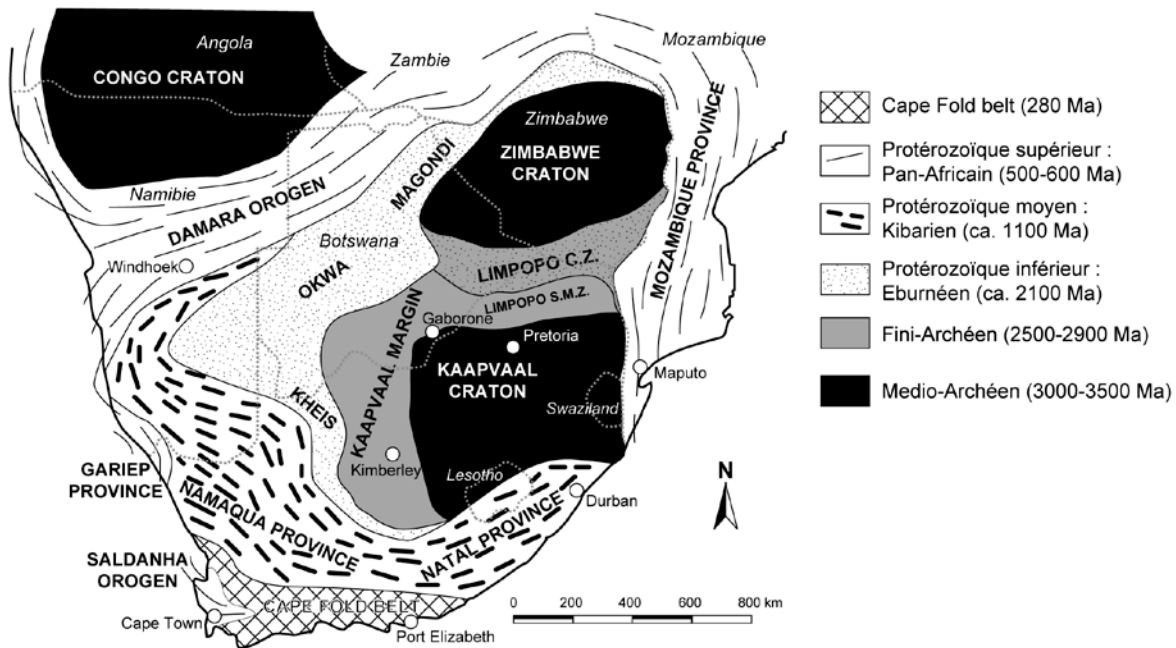 Angola
CONGO CRATON
Zambie
Mozambique
Namibie
DAMARA OROGEN
MAGONDI
Zimbabwe
ZIMBABWE
CRATON
MOZAMBIQUE PROVINCE
Windhoek
Botswana
OKWA
LIMPOPO C.Z.
LIMPOPO S.M.Z.
Gaborone
Pretoria
KAAPVAAL MARGIN
KAAPVAAL
CRATON
Maputo
Swaziland
KHEIS
Kimberley
Lesotho
GARIEP
PROVINCE
NAMAQUA PROVINCE
NATAL PROVINCE
Durban
SALDANHA
OROGEN
CAPE FOLD BELT
Cape Town
Port Elizabeth
N
0 200 400 600 800 km
Cape Fold belt (280 Ma)
Protérozoïque supérieur :
Pan-Africain (500-600 Ma)
Protérozoïque moyen :
Kibarien (ca. 1100 Ma)
Protérozoïque inférieur :
Eburnéen (ca. 2100 Ma)
Fini-Archéen (2500-2900 Ma)
Medio-Archéen (3000-3500 Ma)